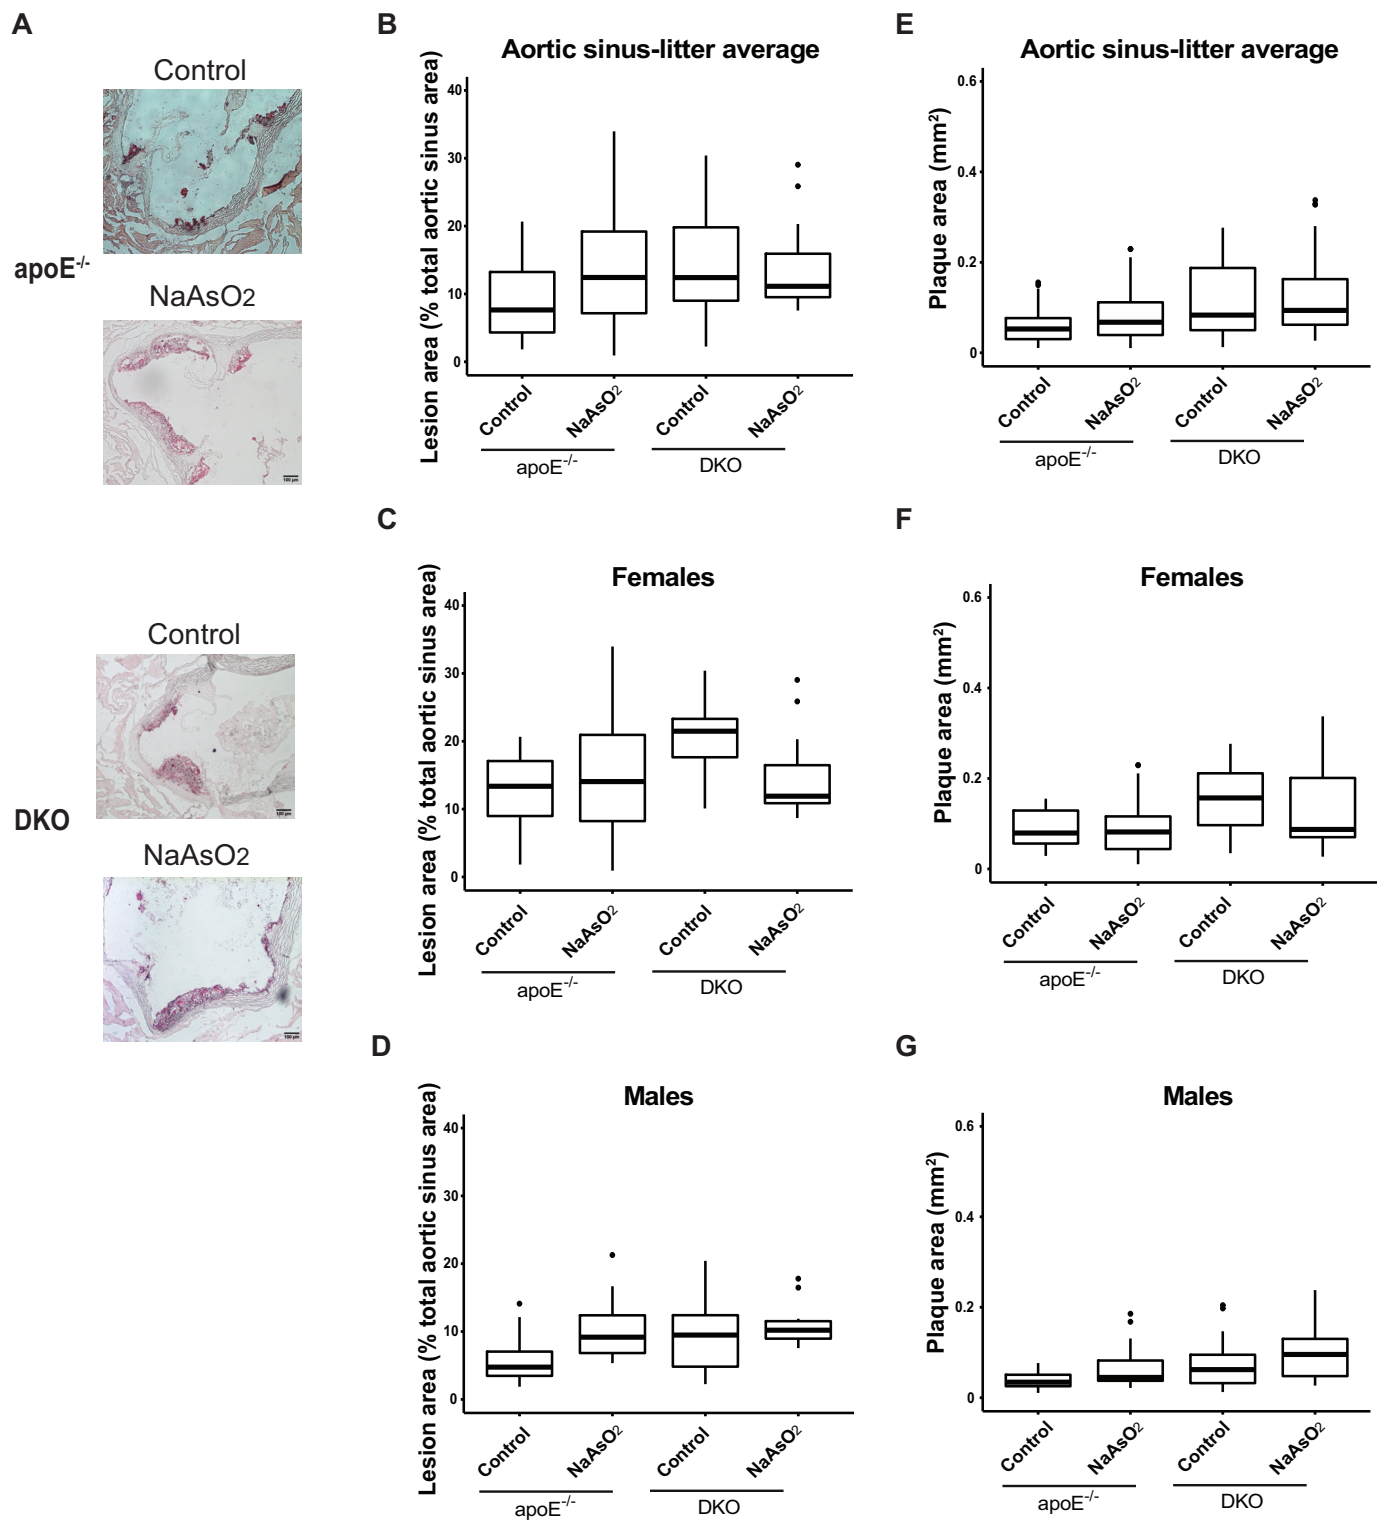 A
Control
apoE-/-
NaAsO2
100 µm
Control
100 µm
DKO
NaAsO2
100 µm
B
Aortic sinus-litter average
Lesion area (% total aortic sinus area)
40
30
20
10
0
Control
NaAsO2
Control
NaAsO2
apoE-/-
DKO
E
Aortic sinus-litter average
Plaque area (mm2)
0.6
0.4
0.2
0
Control
NaAsO2
Control
NaAsO2
apoE-/-
DKO
C
Females
Lesion area (% total aortic sinus area)
40
30
20
10
0
Control
NaAsO2
Control
NaAsO2
apoE-/-
DKO
F
Females
Plaque area (mm2)
0.6
0.4
0.2
0
Control
NaAsO2
Control
NaAsO2
apoE-/-
DKO
D
Males
Lesion area (% total aortic sinus area)
40
30
20
10
0
Control
NaAsO2
Control
NaAsO2
apoE-/-
DKO
G
Males
Plaque area (mm2)
0.6
0.4
0.2
0
Control
NaAsO2
Control
NaAsO2
apoE-/-
DKO